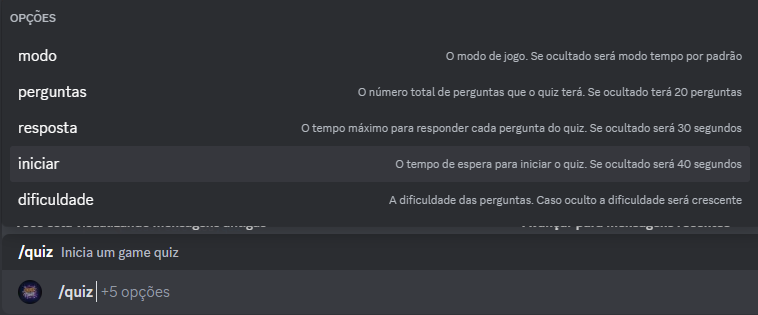 OPÇÕES
modo O modo de jogo. Se ocultado será modo tempo por padrão
perguntas O número total de perguntas que o quiz terá. Se ocultado terá 20 perguntas
resposta O tempo máximo para responder cada pergunta do quiz. Se ocultado será 30 segundos
iniciar O tempo de espera para iniciar o quiz. Se ocultado será 40 segundos
dificuldade A dificuldade das perguntas. Caso oculto a dificuldade será crescente
/quiz Inicia um game quiz
/quiz +5 opções